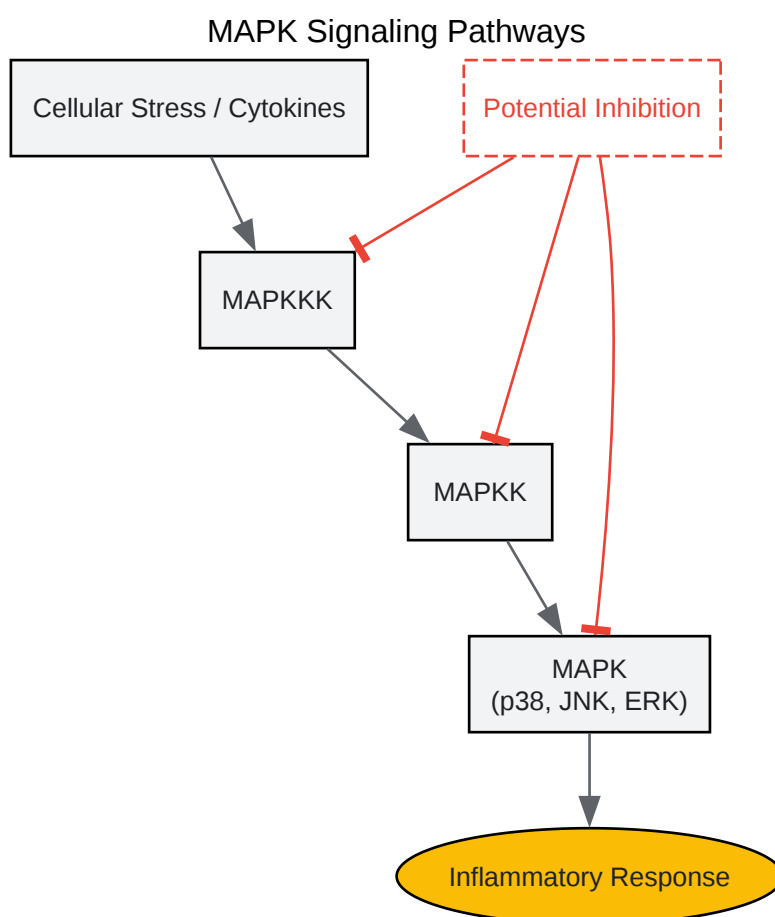 MAPK Signaling Pathways
Cellular Stress / Cytokines
Potential Inhibition
MAPKKK
MAPKK
MAPK
(p38, JNK, ERK)
Inflammatory Response